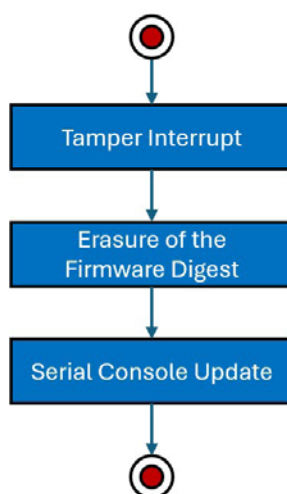 Tamper Interrupt
Erasure of the
Firmware Digest
Serial Console Update